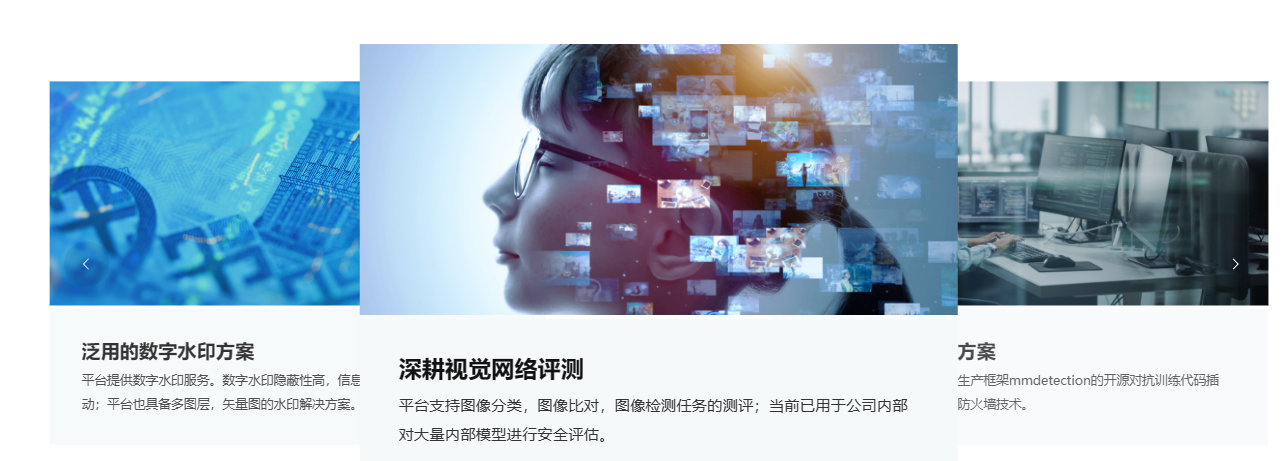 泛用的数字水印方案
平台提供数字水印服务。数字水印隐蔽性高，信息
动；平台也具备多图层，矢量图的水印解决方案。
深耕视觉网络评测
平台支持图像分类，图像比对，图像检测任务的测评；当前已用于公司内部
对大量内部模型进行安全评估。
方案
生产框架mmdetection的开源对抗训练代码插
防火墙技术。